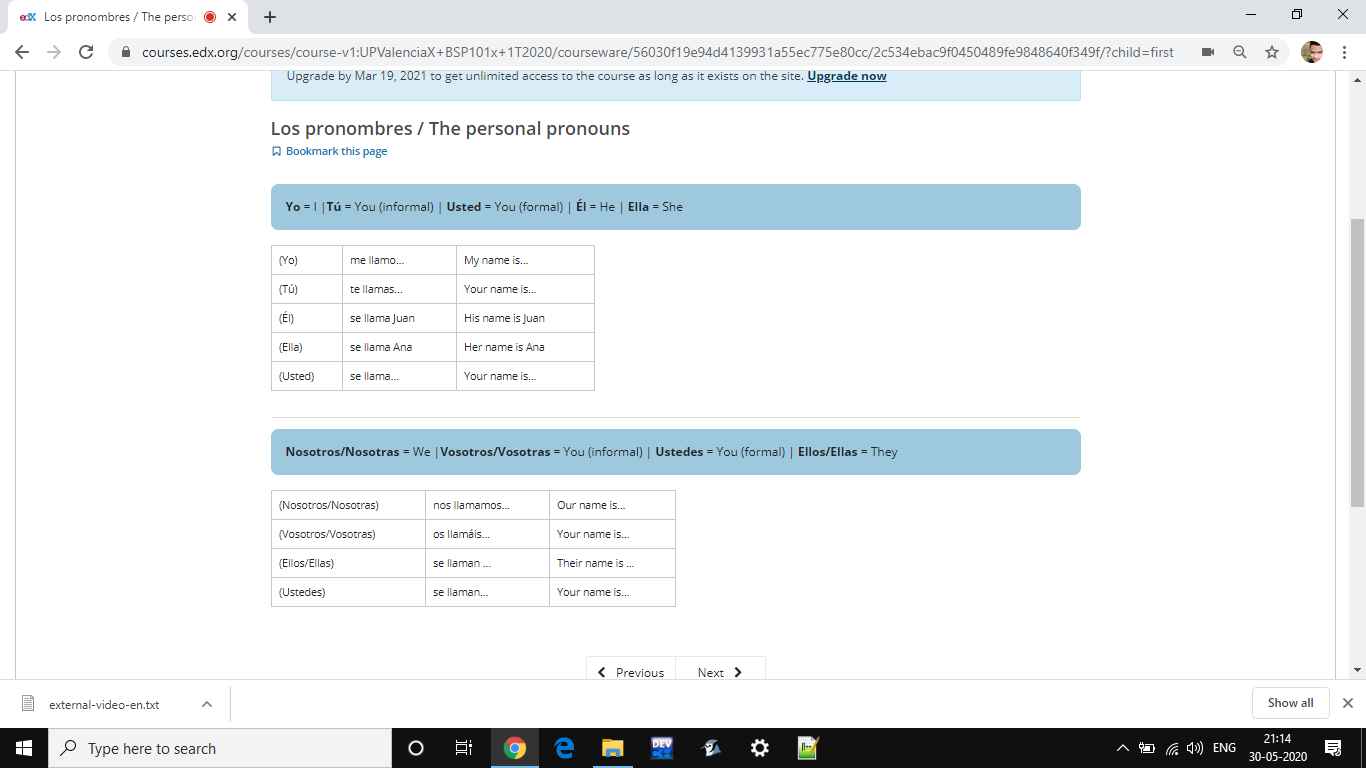 Los pronombres / The perso
courses.edx.org/courses/course-v1:UPValenciaX+BSP101x+1T2020/courseware/56030f19e94d4139931a55ec775e80cc/2c534ebac9f0450489fe9848640f349f/?child=first
Upgrade by Mar 19, 2021 to get unlimited access to the course as long as it exists on the site. Upgrade now
Los pronombres / The personal pronouns
Bookmark this page
Yo = I |Tú = You (informal) | Usted = You (formal) | Él = He | Ella = She
(Yo) me llamo... My name is...
(Tú) te llamas... Your name is...
(Él) se llama Juan His name is Juan
(Ella) se llama Ana Her name is Ana
(Usted) se llama... Your name is...
Nosotros/Nosotras = We |Vosotros/Vosotras = You (informal) | Ustedes = You (formal) | Ellos/Ellas = They
(Nosotros/Nosotras) nos llamamos... Our name is...
(Vosotros/Vosotras) os llamáis... Your name is...
(Ellos/Ellas) se llaman ... Their name is ...
(Ustedes) se llaman... Your name is...
Previous Next
external-video-en.txt Show all
Type here to search DEV ENG 21:14
30-05-2020